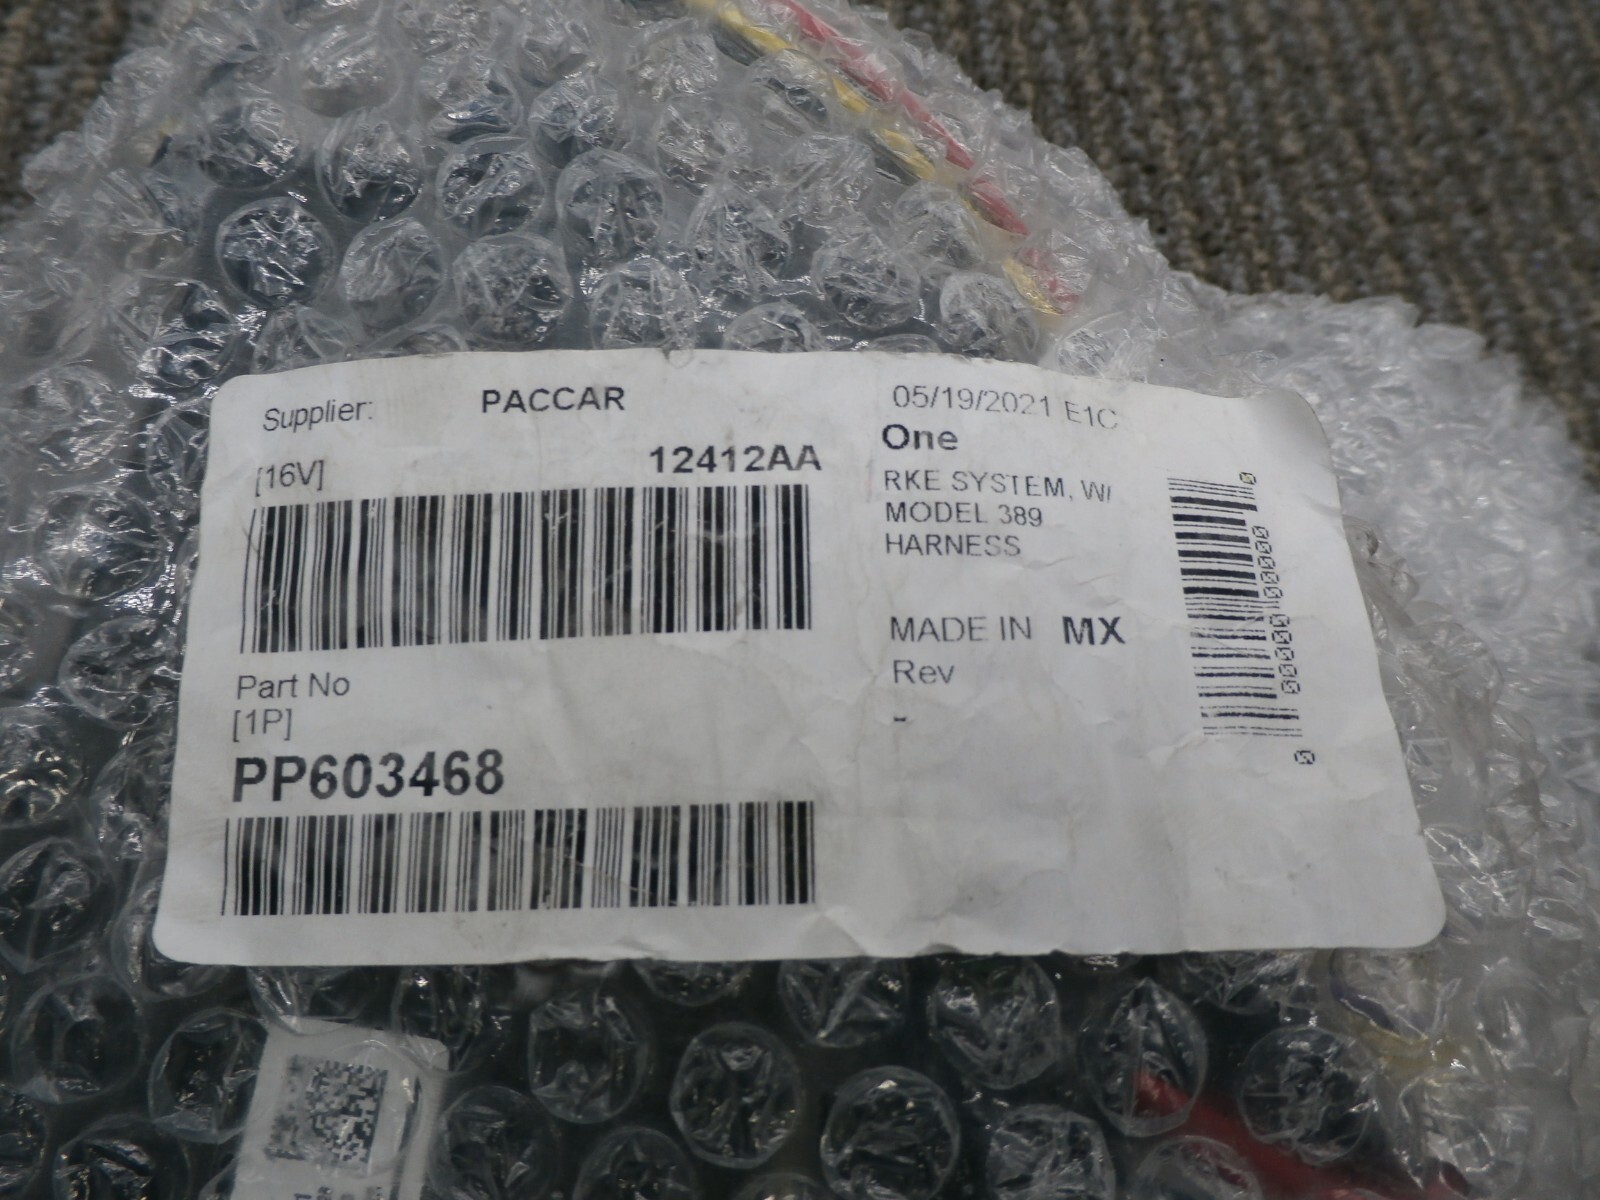 Supplier: PACCAR
[16V] 12412AA
Part No
[1P]
PP603468
05/19/2021 E1C
One
RKE SYSTEM, W/
MODEL 389
HARNESS
MADE IN MX
Rev
-